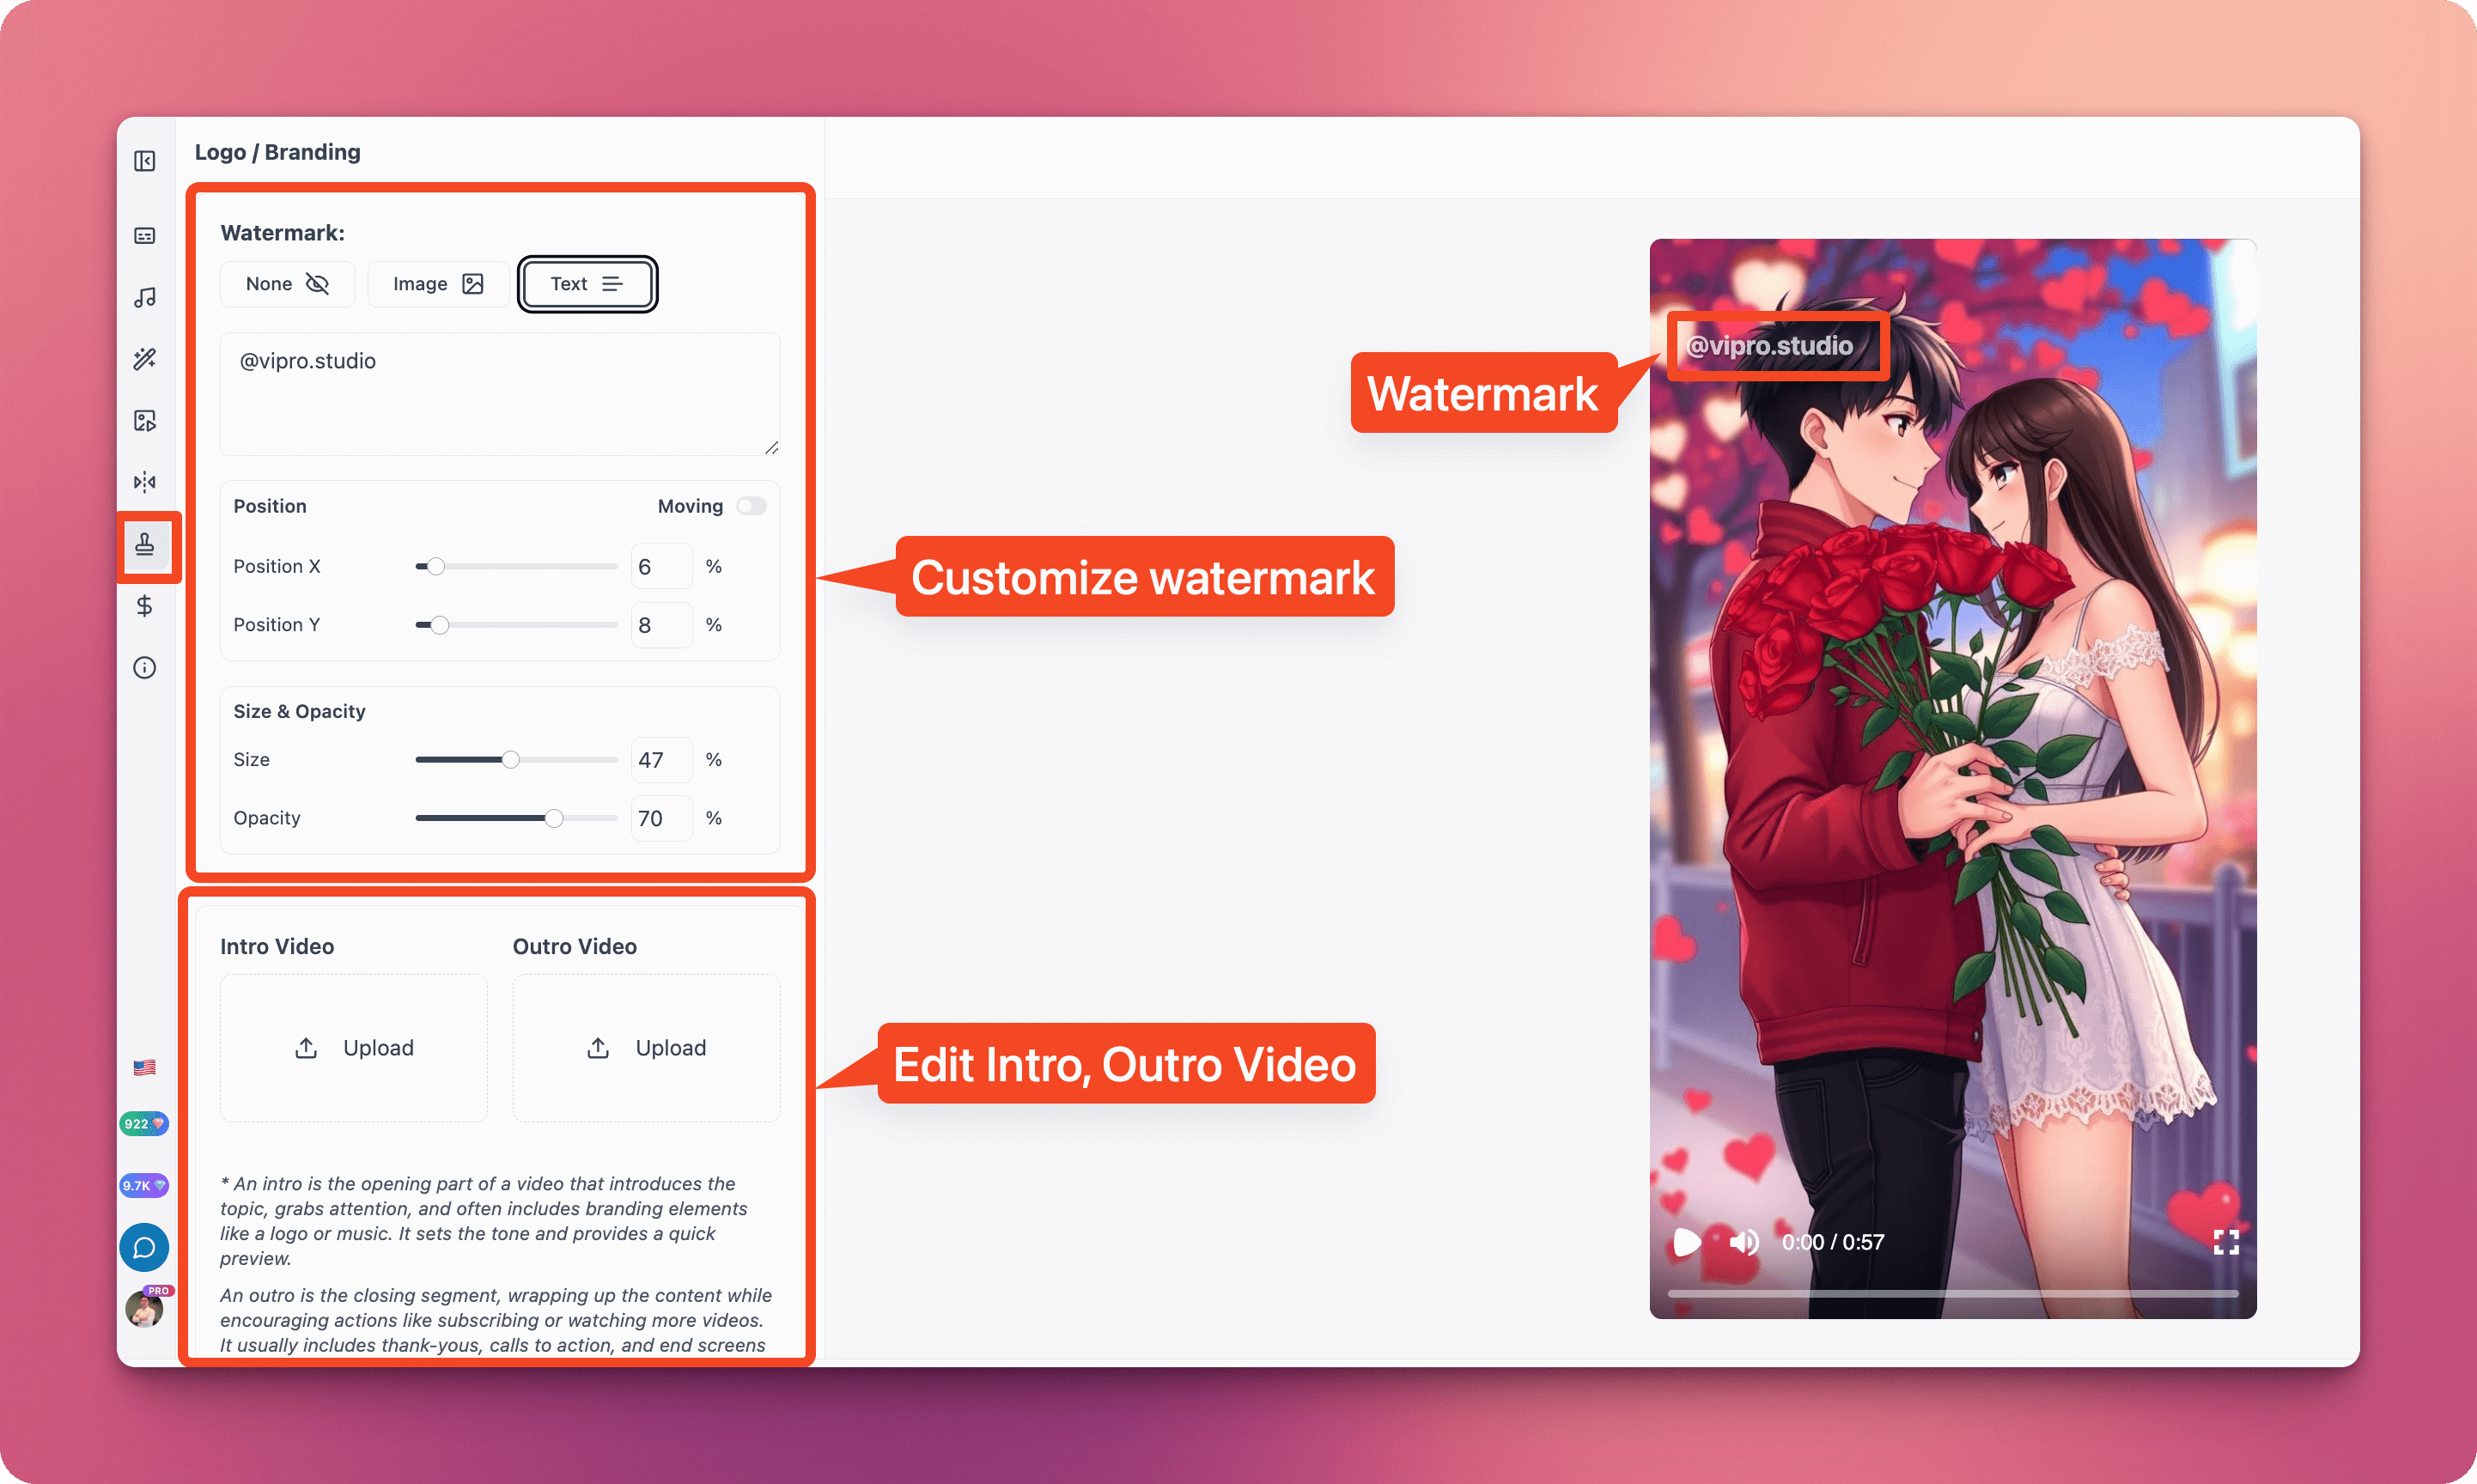 Logo / Branding
Watermark:
None
Image
Text
@vipro.studio
Position
Moving
Position X
6
%
Position Y
8
%
Size & Opacity
Size
47
%
Opacity
70
%
Customize watermark
Watermark
@vipro.studio
Intro Video
Outro Video
Upload
Upload
Edit Intro, Outro Video
* An intro is the opening part of a video that introduces the
topic, grabs attention, and often includes branding elements
like a logo or music. It sets the tone and provides a quick
preview.
An outro is the closing segment, wrapping up the content while
encouraging actions like subscribing or watching more videos.
It usually includes thank-yous, calls to action, and end screens
922
9.7K
PRO
0:00 / 0:57